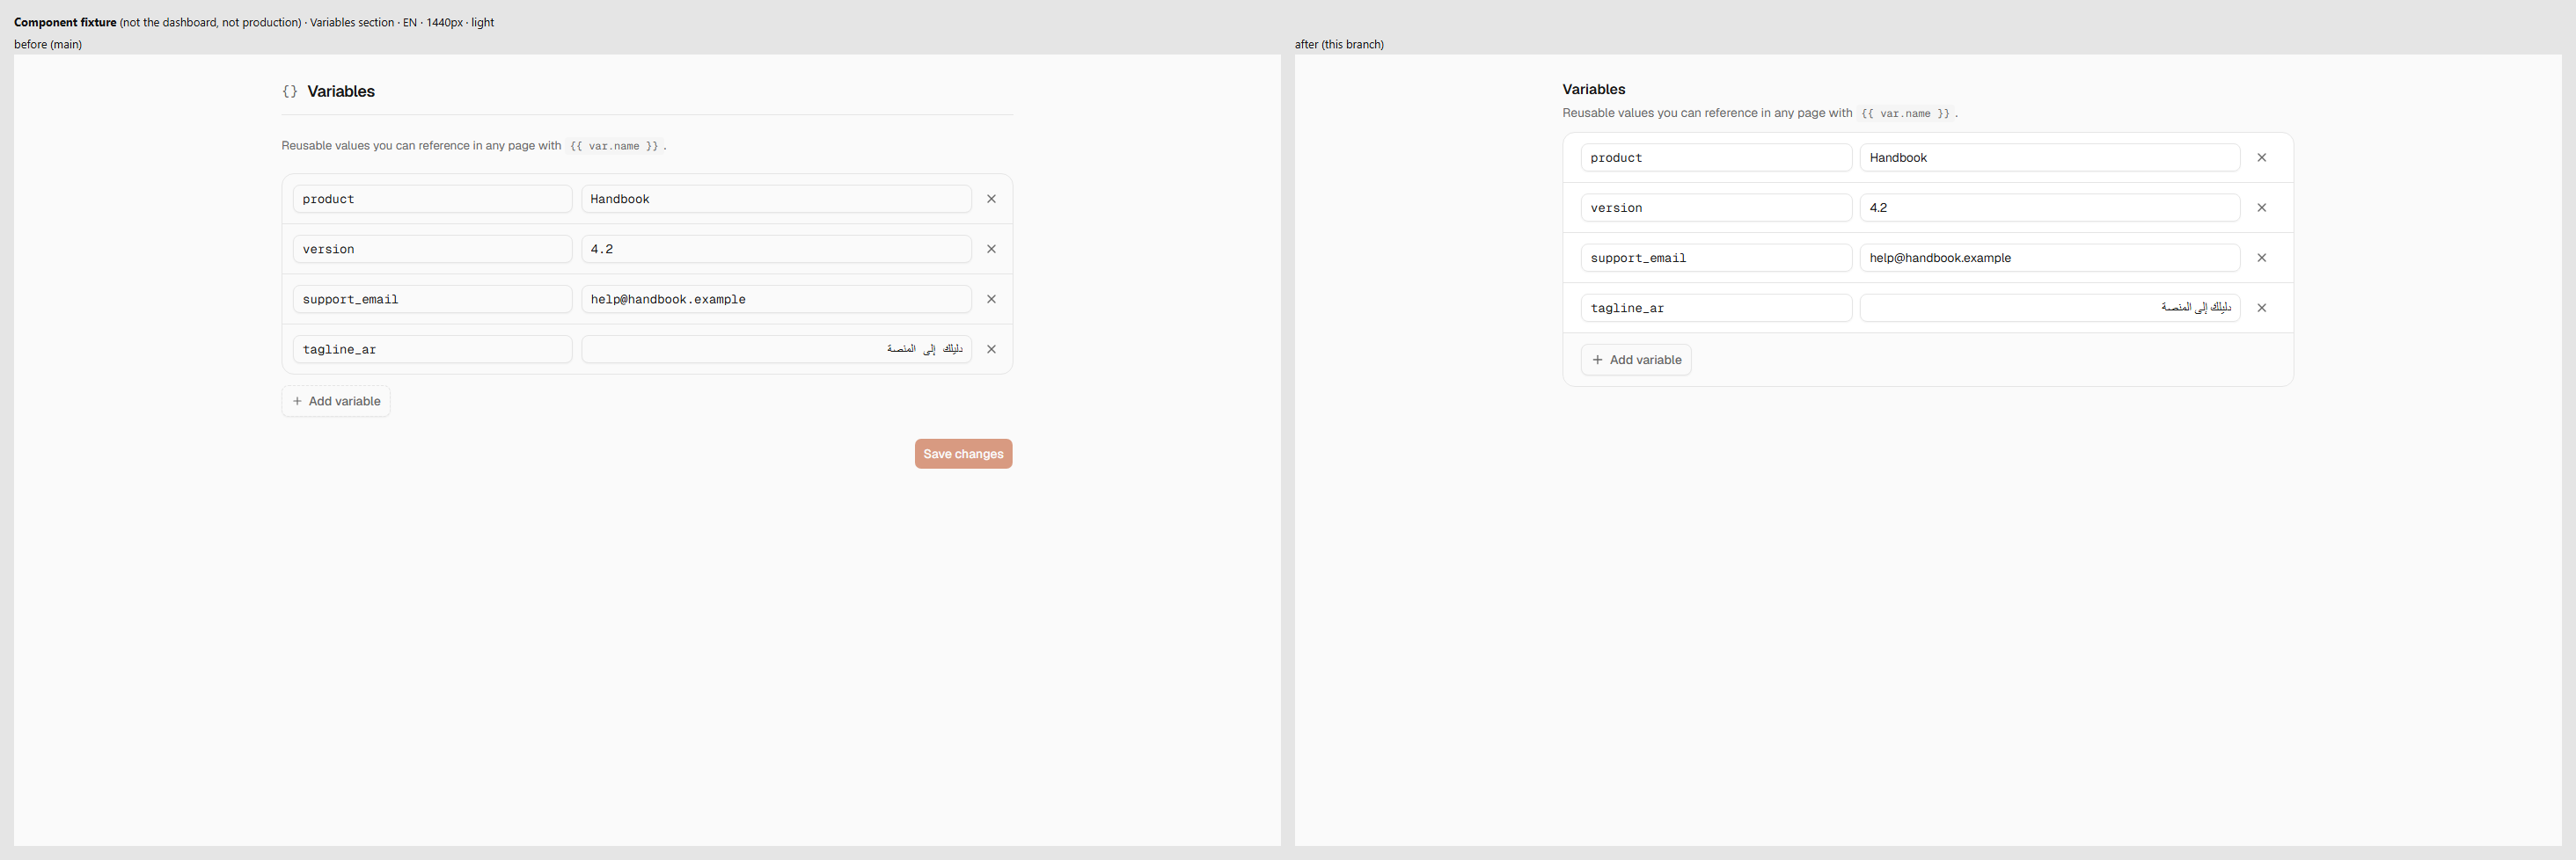 Component fixture (not the dashboard, not production) · Variables section · EN · 1440px · light
before (main)
{} Variables
Reusable values you can reference in any page with {{ var.name }}.
product Handbook
version 4.2
support_email help@handbook.example
tagline_ar دليلك إلى المنصة
+ Add variable
Save changes
after (this branch)
Variables
Reusable values you can reference in any page with {{ var.name }}.
product Handbook
version 4.2
support_email help@handbook.example
tagline_ar دليلك إلى المنصة
+ Add variable